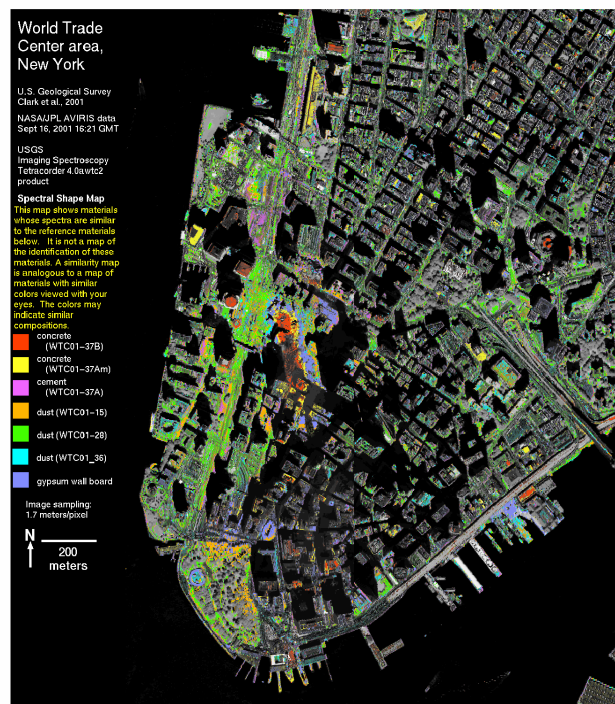 World Trade
Center area,
New York
U.S. Geological Survey
Clark et al., 2001
NASA/JPL AVIRIS data
Sept 16, 2001 16:21 GMT
USGS
Imaging Spectroscopy
Tetracorder 4.0awtc2
product
Spectral Shape Map
This map shows materials
whose spectra are similar
to the reference materials
below. It is not a map of
the identification of these
materials. A similarity map
is analogous to a map of
materials with similar
colors viewed with your
eyes. The colors may
indicate similar
compositions.
concrete
(WTC01-37B)
concrete
(WTC01-37Am)
cement
(WTC01-37A)
dust (WTC01-15)
dust (WTC01-28)
dust (WTC01_36)
gypsum wall board
Image sampling:
1.7 meters/pixel
N
200
meters